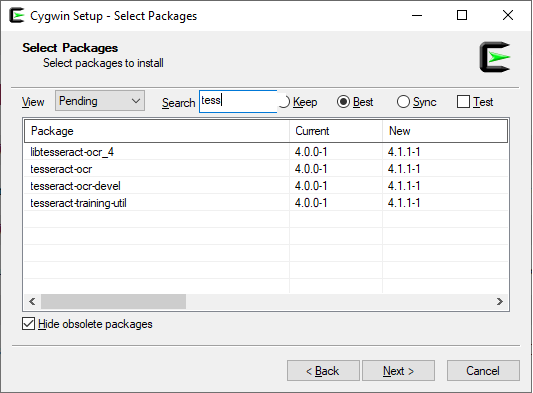 Cygwin Setup - Select Packages
Select Packages
Select packages to install
View Pending Search tess Keep Best Sync Test
Package Current New
libtesseract-ocr_4 4.0.0-1 4.1.1-1
tesseract-ocr 4.0.0-1 4.1.1-1
tesseract-ocr-devel 4.0.0-1 4.1.1-1
tesseract-training-util 4.0.0-1 4.1.1-1
Hide obsolete packages
< Back Next > Cancel